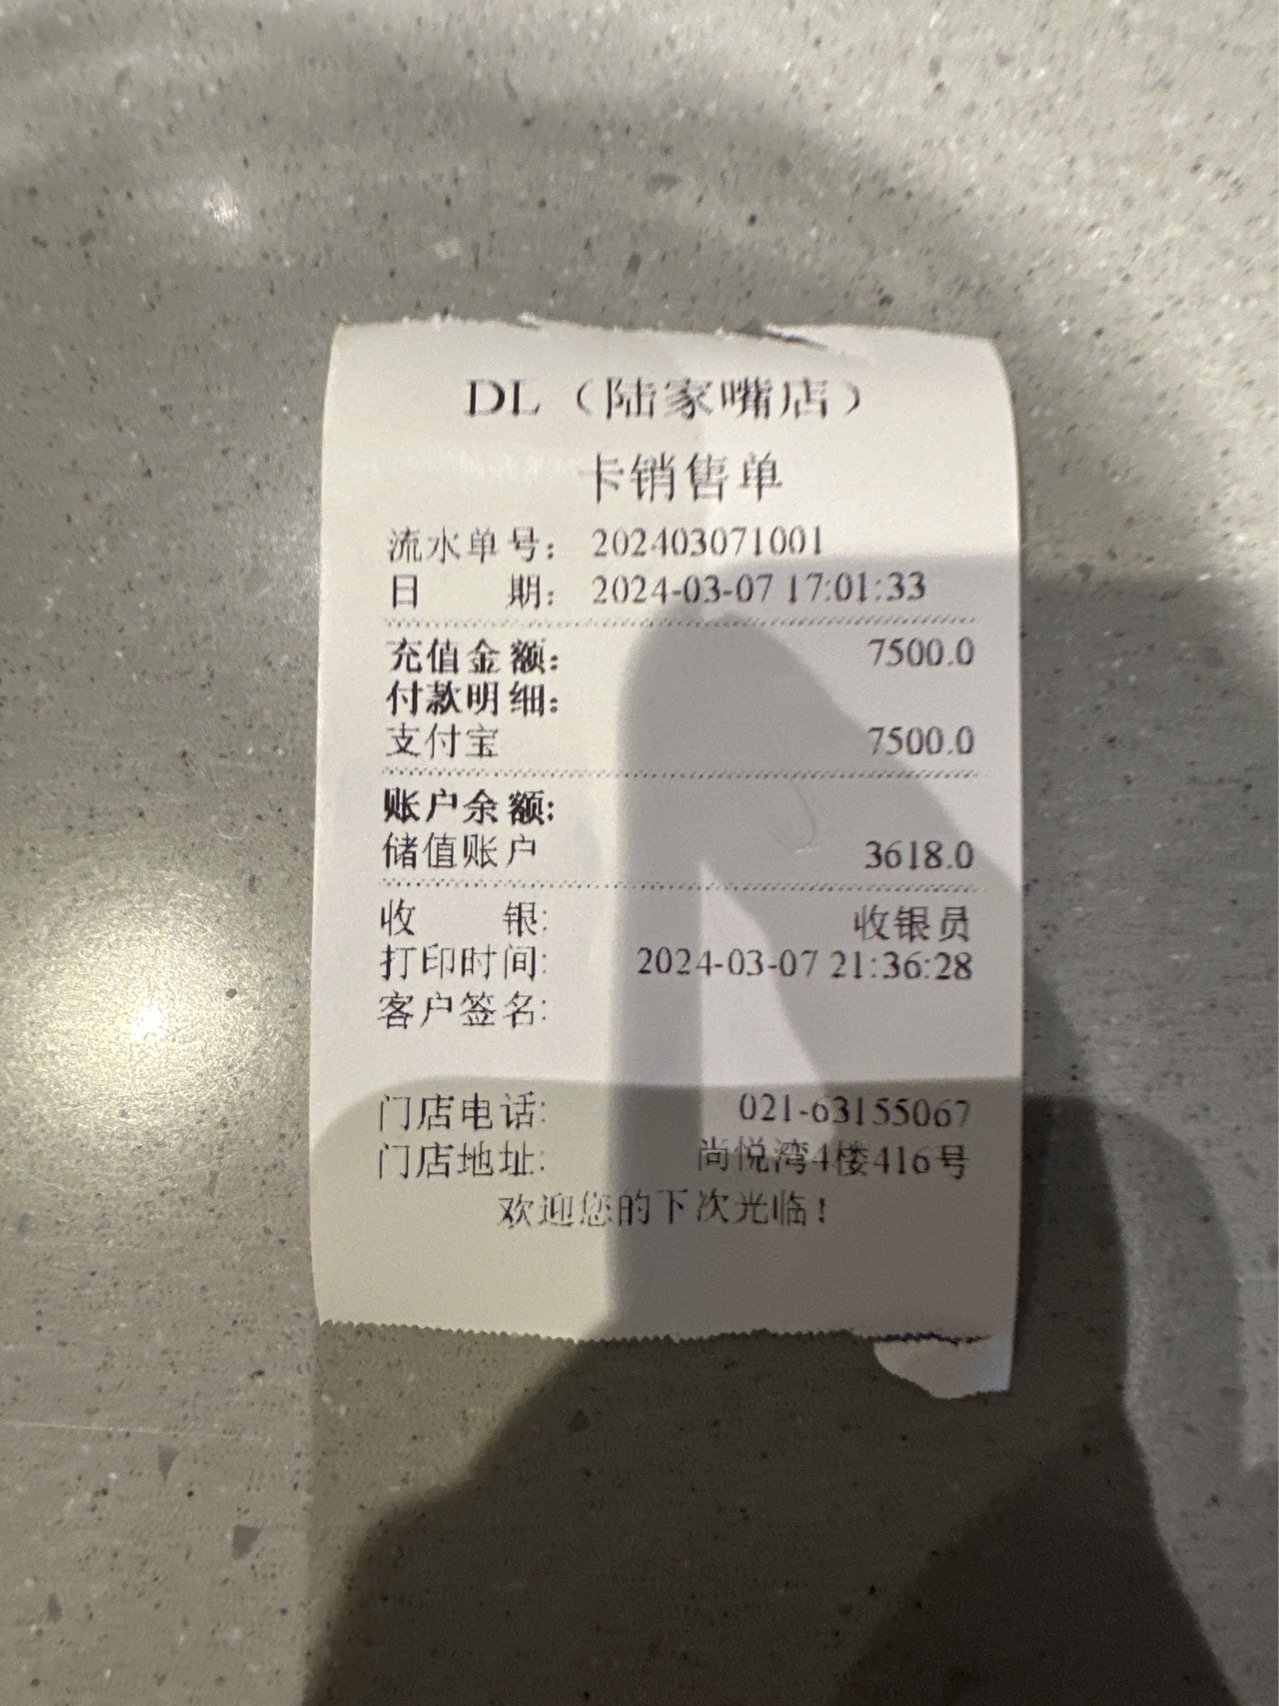 DL（陆家嘴店）
卡销售单
流水单号： 202403071001
日 期： 2024-03-07 17:01:33
充值金额： 7500.0
付款明细：
支付宝 7500.0
账户余额：
储值账户 3618.0
收 银： 收银员
打印时间： 2024-03-07 21:36:28
客户签名：
门店电话： 021-63155067
门店地址： 尚悦湾4楼416号
欢迎您的下次光临！